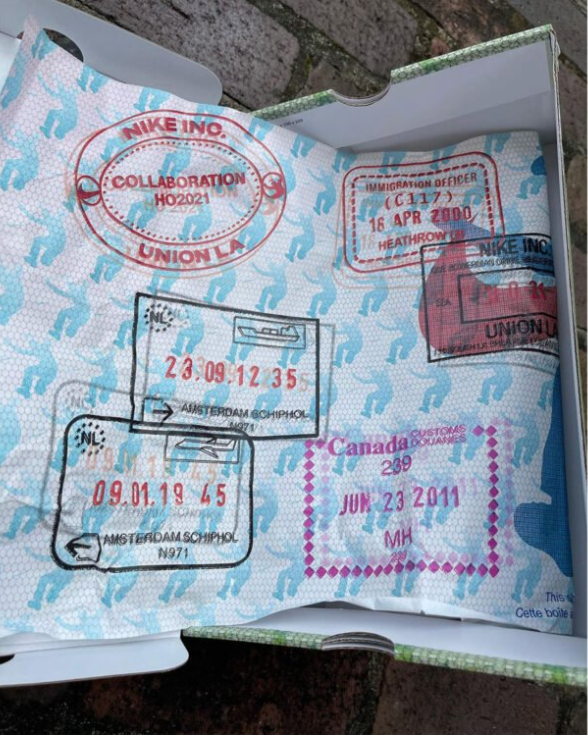 NIKE INC.
COLLABORATION
HO2021
UNION LA
IMMIGRATION OFFICER
(C117)
16 APR 2000
HEATHROW
NIKE INC
UNION LA
NL
23.09.12 35
AMSTERDAM SCHIPHOL
N971
NL
09.01.19 45
AMSTERDAM SCHIPHOL
N971
Canada CUSTOMS
DOUANES
239
JUN 23 2011
MH
This
Cette boîte